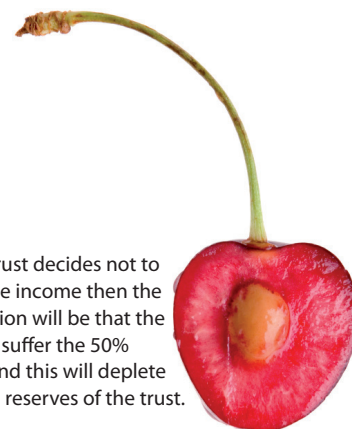 rust decides not to
e income then the
ion will be that the
suffer the 50%
nd this will deplete
reserves of the trust.